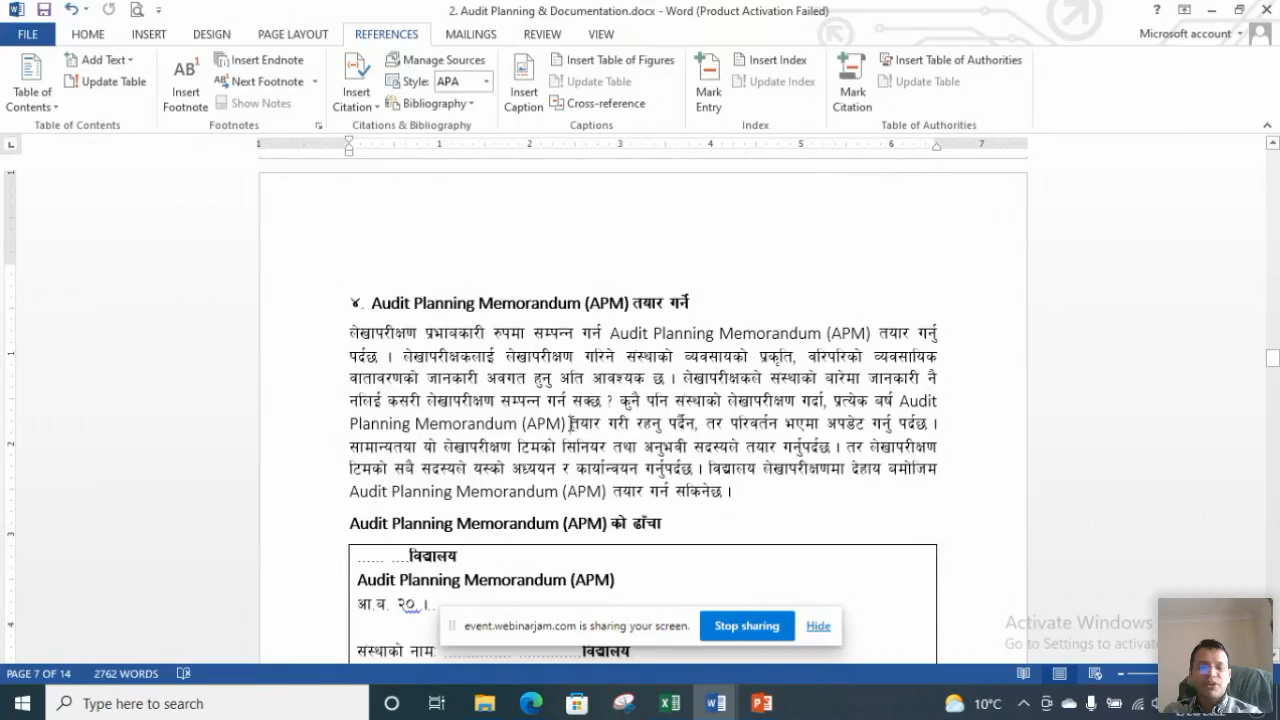 2. Audit Planning & Documentation.docx - Word (Product Activation Failed)
FILE HOME INSERT DESIGN PAGE LAYOUT REFERENCES MAILINGS REVIEW VIEW Microsoft account
Table of Contents
Add Text
Update Table
Table of Contents
Insert Footnote
Insert Endnote
Next Footnote
Show Notes
Footnotes
Insert Citation
Manage Sources
Style: APA
Bibliography
Citations & Bibliography
Insert Caption
Insert Table of Figures
Update Table
Cross-reference
Captions
Mark Entry
Insert Index
Update Index
Index
Mark Citation
Insert Table of Authorities
Update Table
Table of Authorities
४. Audit Planning Memorandum (APM) तयार गर्ने
लेखापरीक्षण प्रभावकारी रुपमा सम्पन्न गर्न Audit Planning Memorandum (APM) तयार गर्नु
पर्दछ । लेखापरीक्षकलाई लेखापरीक्षण गरिने संस्थाको व्यवसायको प्रकृति, वरिपरिको व्यवसायिक
वातावरणको जानकारी अवगत हुनु अति आवश्यक छ । लेखापरीक्षकले संस्थाको बारेमा जानकारी नै
नलिई कसरी लेखापरीक्षण सम्पन्न गर्न सक्छ ? कुनै पनि संस्थाको लेखापरीक्षण गर्दा, प्रत्येक बर्ष Audit
Planning Memorandum (APM) तयार गरी रहनु पर्दैन, तर परिवर्तन भएमा अपडेट गर्नु पर्दछ ।
सामान्यतया यो लेखापरीक्षण टिमको सिनियर तथा अनुभवी सदस्यले तयार गर्नुपर्दछ । तर लेखापरीक्षण
टिमको सबै सदस्यले यस्को अध्ययन र कार्यान्वयन गर्नुपर्दछ । विद्यालय लेखापरीक्षणमा देहाय बमोजिम
Audit Planning Memorandum (APM) तयार गर्न सकिनेछ ।
Audit Planning Memorandum (APM) को ढाँचा
...... ....विद्यालय
Audit Planning Memorandum (APM)
आ.ब. २० ।..
event.webinarjam.com is sharing your screen. Stop sharing Hide
संस्थाको नामः ................... ...................विद्यालय
Activate Windows
Go to Settings to activate
PAGE 7 OF 14 2762 WORDS
Type here to search
10°C